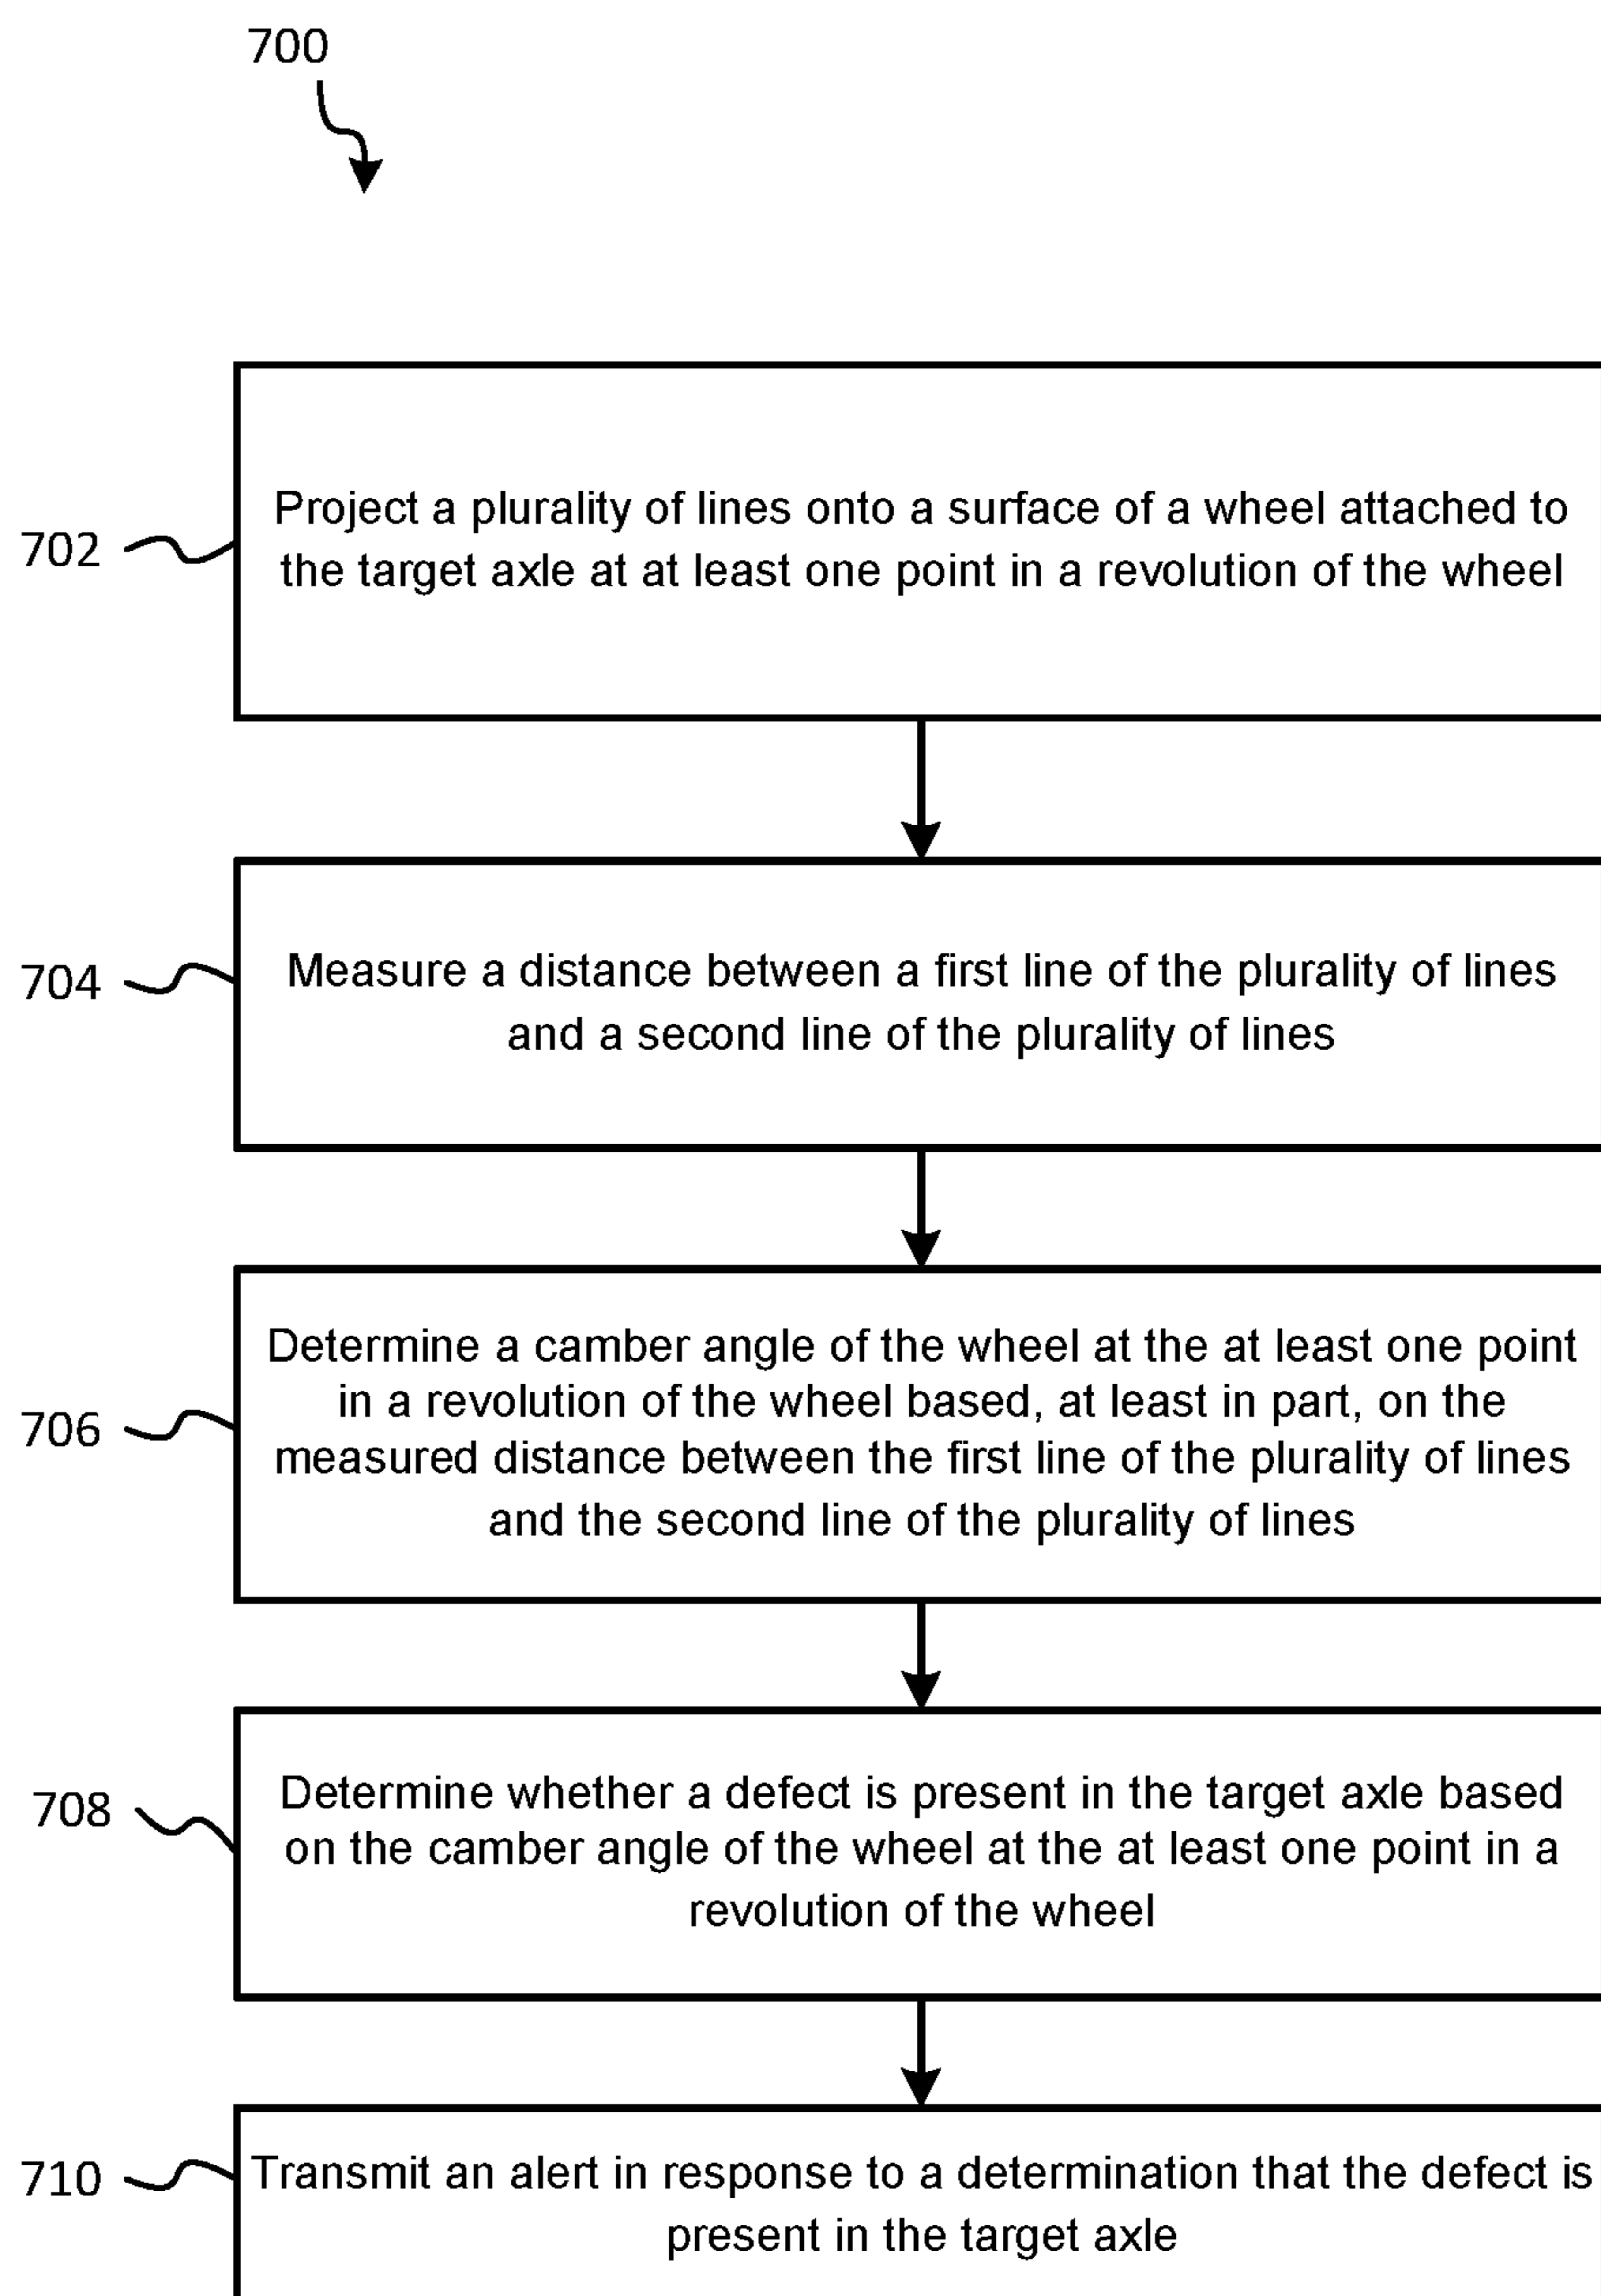 700
702
Project a plurality of lines onto a surface of a wheel attached to
the target axle at at least one point in a revolution of the wheel
704
Measure a distance between a first line of the plurality of lines
and a second line of the plurality of lines
706
Determine a camber angle of the wheel at the at least one point
in a revolution of the wheel based, at least in part, on the
measured distance between the first line of the plurality of lines
and the second line of the plurality of lines
708
Determine whether a defect is present in the target axle based
on the camber angle of the wheel at the at least one point in a
revolution of the wheel
710
Transmit an alert in response to a determination that the defect is
present in the target axle